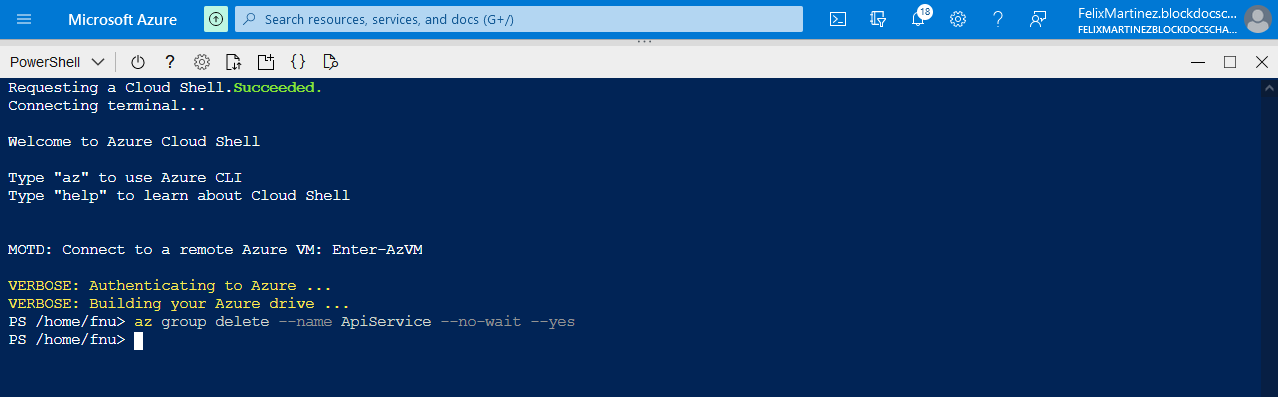 Microsoft Azure
Search resources, services, and docs (G+/)
18
FelixMartinez.blockdocsc...
FELIXMARTINEZBLOCKDOCSCHA...
PowerShell
Requesting a Cloud Shell.Succeeded.
Connecting terminal...
Welcome to Azure Cloud Shell
Type "az" to use Azure CLI
Type "help" to learn about Cloud Shell
MOTD: Connect to a remote Azure VM: Enter-AzVM
VERBOSE: Authenticating to Azure ...
VERBOSE: Building your Azure drive ...
PS /home/fnu> az group delete --name ApiService --no-wait --yes
PS /home/fnu>